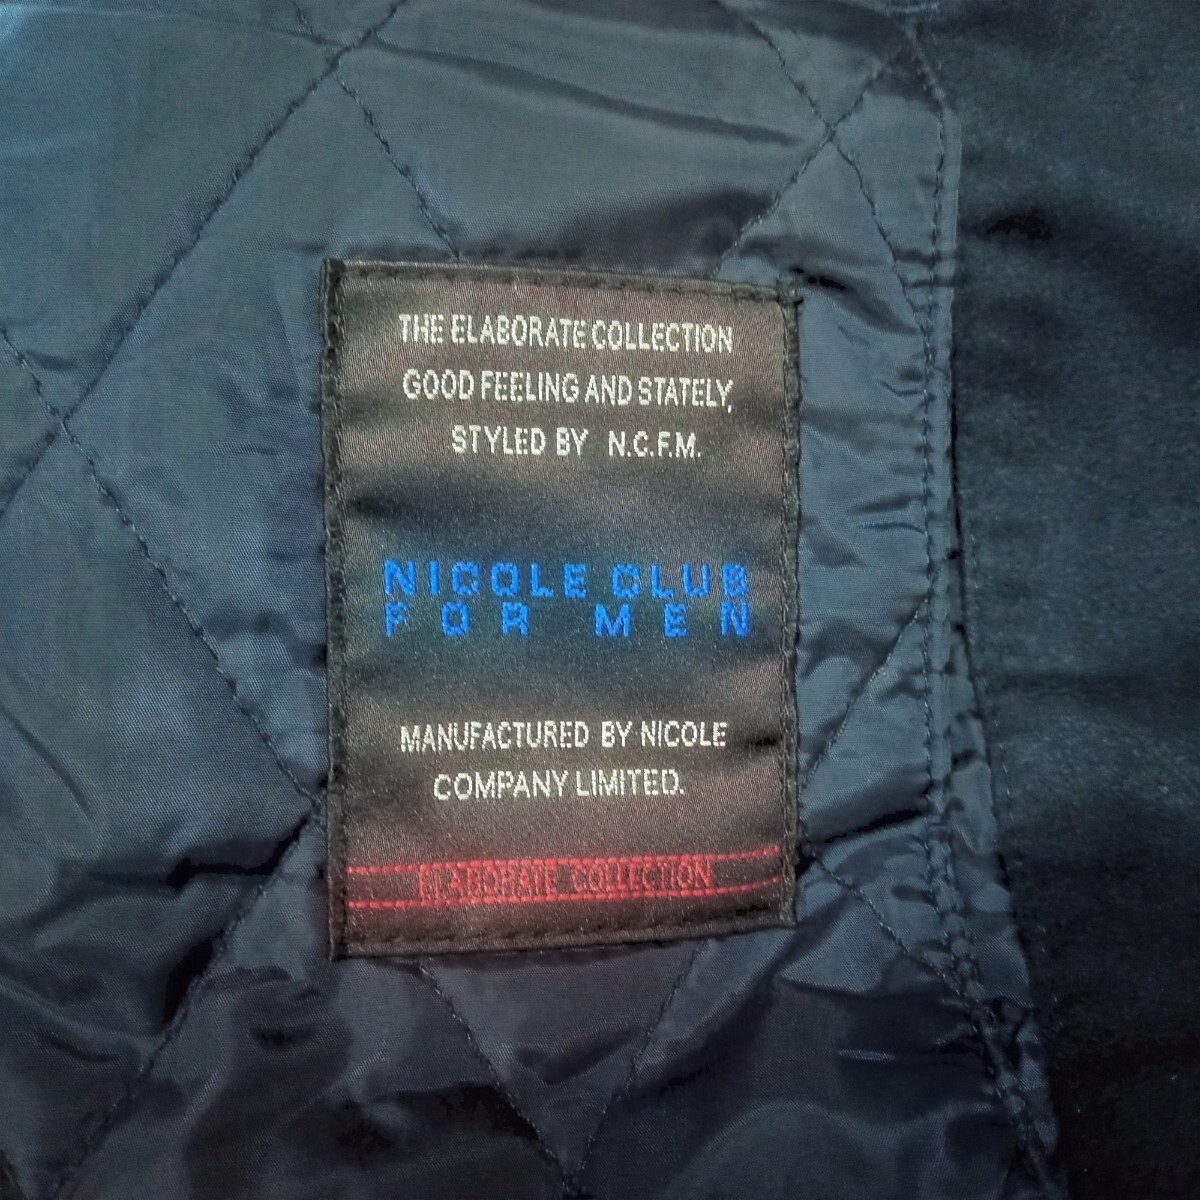 THE ELABORATE COLLECTION
GOOD FEELING AND STATELY,
STYLED BY N.C.F.M.
NICOLE CLUB
FOR MEN
MANUFACTURED BY NICOLE
COMPANY LIMITED.
ELABORATE COLLECTION